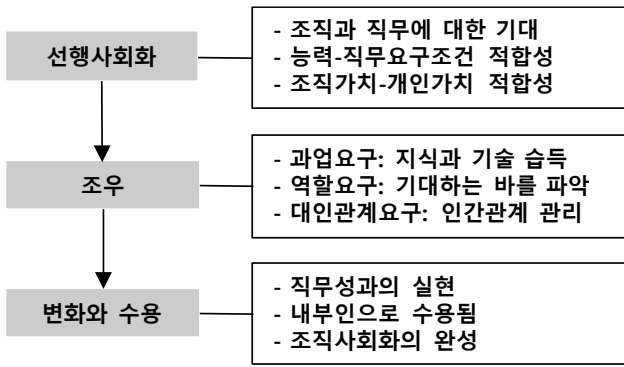 선행사회화
- 조직과 직무에 대한 기대
- 능력-직무요구조건 적합성
- 조직가치-개인가치 적합성
조우
- 과업요구: 지식과 기술 습득
- 역할요구: 기대하는 바를 파악
- 대인관계요구: 인간관계 관리
변화와 수용
- 직무성과의 실현
- 내부인으로 수용됨
- 조직사회화의 완성